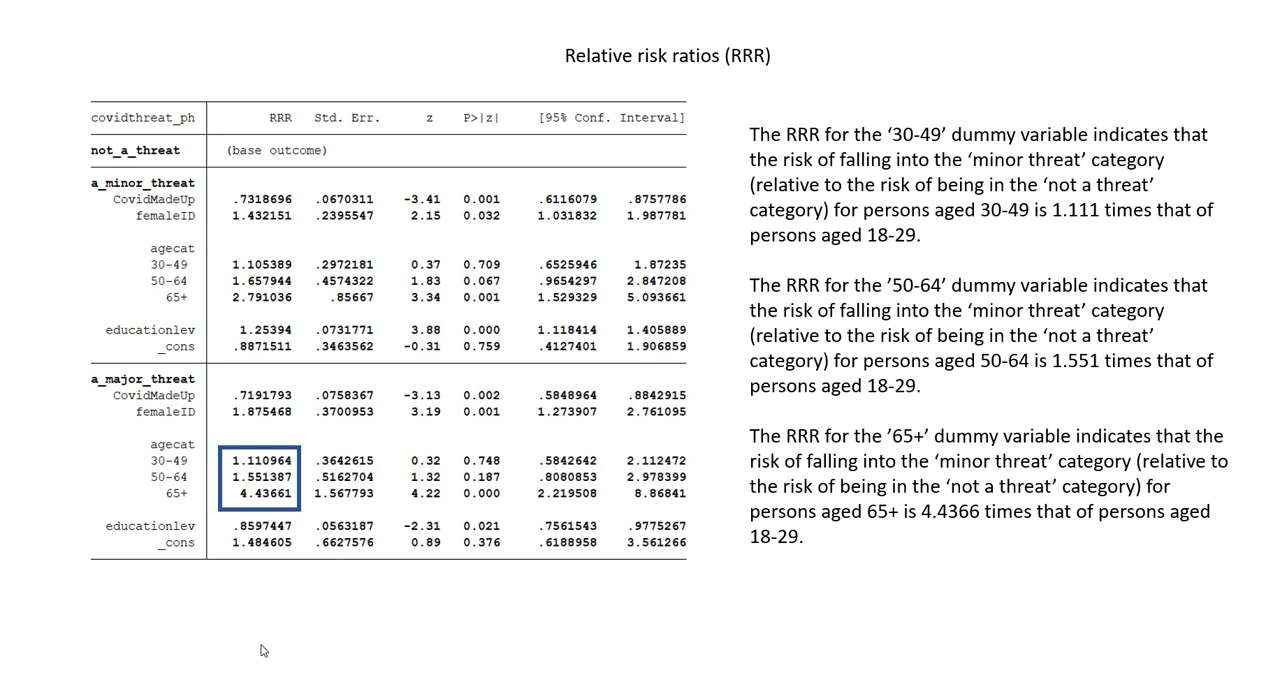 Relative risk ratios (RRR)
covidthreat_ph RRR Std. Err. z P>|z| [95% Conf. Interval]
not_a_threat (base outcome)
a_minor_threat
CovidMadeUp .7318696 .0670311 -3.41 0.001 .6116079 .8757786
femaleID 1.432151 .2395547 2.15 0.032 1.031832 1.987781
agecat
30-49 1.105389 .2972181 0.37 0.709 .6525946 1.87235
50-64 1.657944 .4574322 1.83 0.067 .9654297 2.847208
65+ 2.791036 .85667 3.34 0.001 1.529329 5.093661
educationlev 1.25394 .0731771 3.88 0.000 1.118414 1.405889
_cons .8871511 .3463562 -0.31 0.759 .4127401 1.906859
a_major_threat
CovidMadeUp .7191793 .0758367 -3.13 0.002 .5848964 .8842915
femaleID 1.875468 .3700953 3.19 0.001 1.273907 2.761095
agecat
30-49 1.110964 .3642615 0.32 0.748 .5842642 2.112472
50-64 1.551387 .5162704 1.32 0.187 .8080853 2.978399
65+ 4.43661 1.567793 4.22 0.000 2.219508 8.86841
educationlev .8597447 .0563187 -2.31 0.021 .7561543 .9775267
_cons 1.484605 .6627576 0.89 0.376 .6188958 3.561266
The RRR for the ‘30-49’ dummy variable indicates that
the risk of falling into the ‘minor threat’ category
(relative to the risk of being in the ‘not a threat’
category) for persons aged 30-49 is 1.111 times that of
persons aged 18-29.
The RRR for the ’50-64’ dummy variable indicates that
the risk of falling into the ‘minor threat’ category
(relative to the risk of being in the ‘not a threat’
category) for persons aged 50-64 is 1.551 times that of
persons aged 18-29.
The RRR for the ’65+’ dummy variable indicates that the
risk of falling into the ‘minor threat’ category (relative to
the risk of being in the ‘not a threat’ category) for
persons aged 65+ is 4.4366 times that of persons aged
18-29.